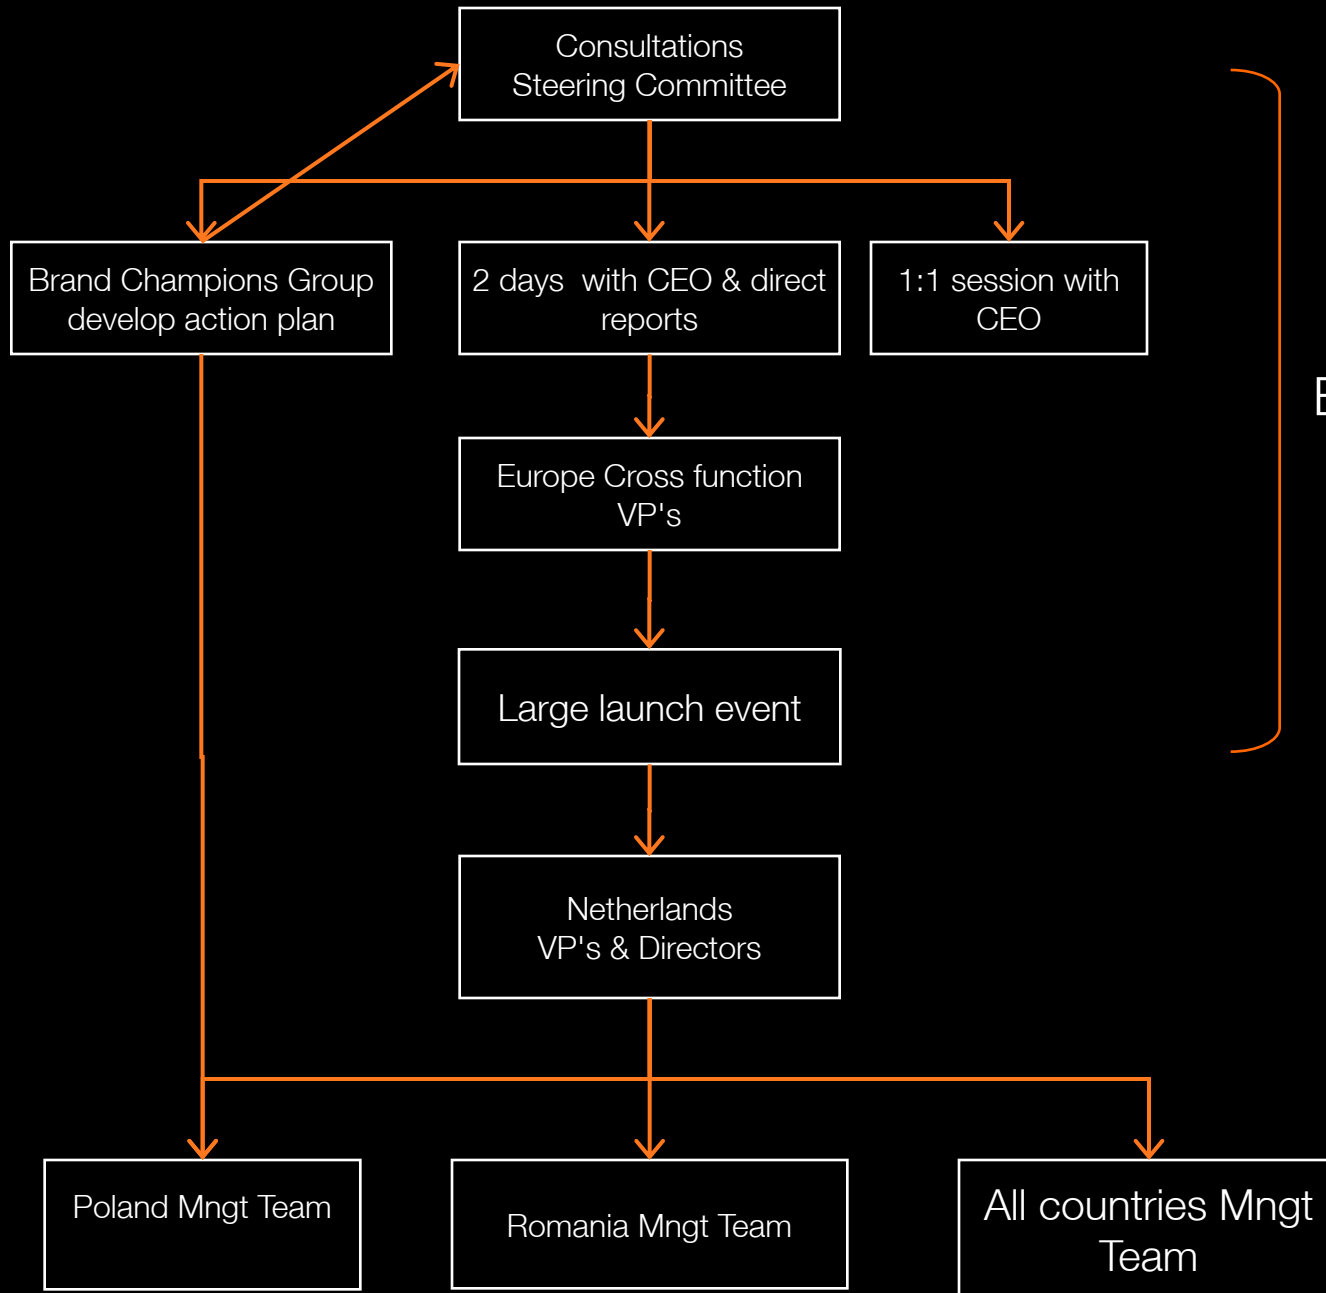 Consultations
Steering Committee
Brand Champions Group
develop action plan
2 days with CEO & direct
reports
1:1 session with
CEO
Europe Cross function
VP's
Large launch event
Netherlands
VP's & Directors
Poland Mngt Team
Romania Mngt Team
All countries Mngt
Team